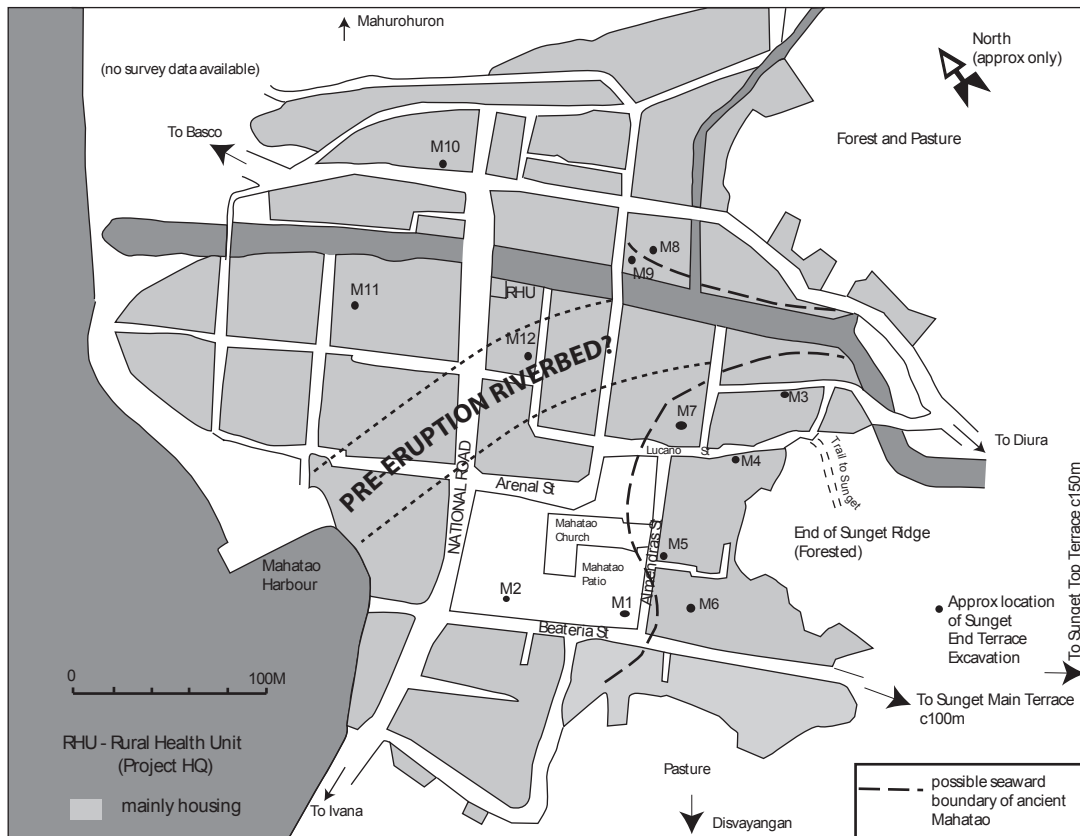 Mahurohuron
(no survey data available)
North
(approx only)
To Basco
M10
Forest and Pasture
M8
M9
M11
RHU
M12
PRE-ERUPTION RIVERBED?
M3
M7
To Diura
Lucano St
M4
Trail to Sunget
NATIONAL ROAD
Arenal St
Mahatao
Church
End of Sunget Ridge
(Forested)
Almendras St
M5
Mahatao
Harbour
Mahatao
Patio
M2
M1
M6
Beateria St
Approx location
of Sunget
End Terrace
Excavation
To Sunget Top Terrace c150m
0
100M
To Sunget Main Terrace
c100m
RHU - Rural Health Unit
(Project HQ)
mainly housing
To Ivana
Pasture
Disvayangan
possible seaward
boundary of ancient
Mahatao